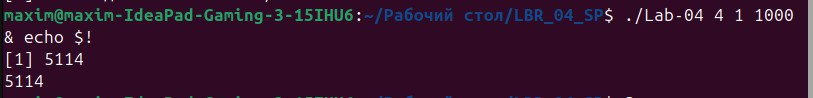 maxim@maxim-IdeaPad-Gaming-3-15IHU6:~/Рабочий стол/LBR_04_SP$ ./Lab-04 4 1 1000
& echo $!
[1] 5114
5114